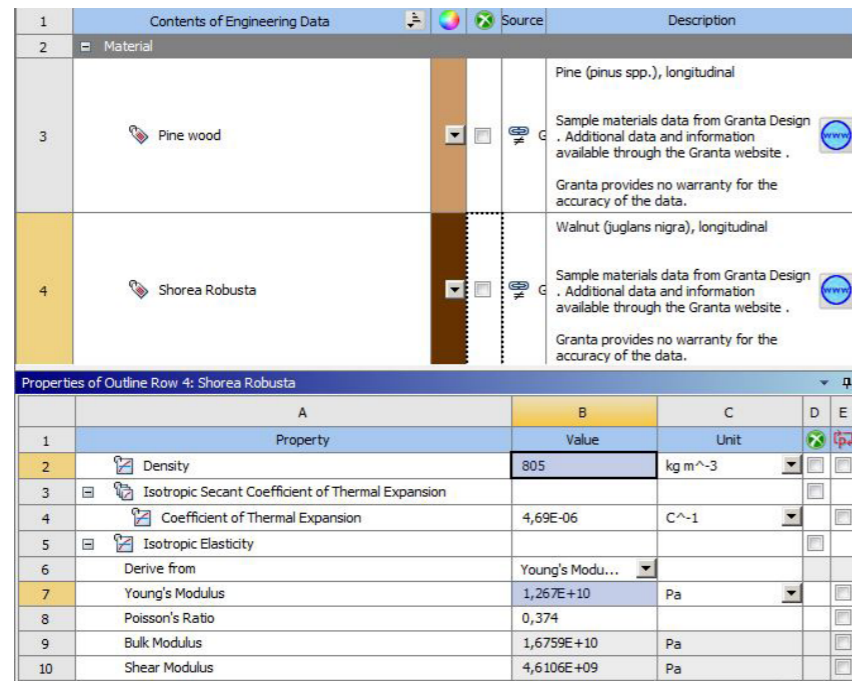 1 Contents of Engineering Data Source Description
2 Material
Pine (pinus spp.), longitudinal
3 Pine wood G
Sample materials data from Granta Design
. Additional data and information
available through the Granta website .
www
Granta provides no warranty for the
accuracy of the data.
Walnut (juglans nigra), longitudinal
4 Shorea Robusta G
Sample materials data from Granta Design
. Additional data and information
available through the Granta website .
www
Granta provides no warranty for the
accuracy of the data.
Properties of Outline Row 4: Shorea Robusta
A B C D E
1 Property Value Unit
2 Density 805 kg m^-3
3 Isotropic Secant Coefficient of Thermal Expansion
4 Coefficient of Thermal Expansion 4,69E-06 C^-1
5 Isotropic Elasticity
6 Derive from Young's Modu...
7 Young's Modulus 1,267E+10 Pa
8 Poisson's Ratio 0,374
9 Bulk Modulus 1,6759E+10 Pa
10 Shear Modulus 4,6106E+09 Pa